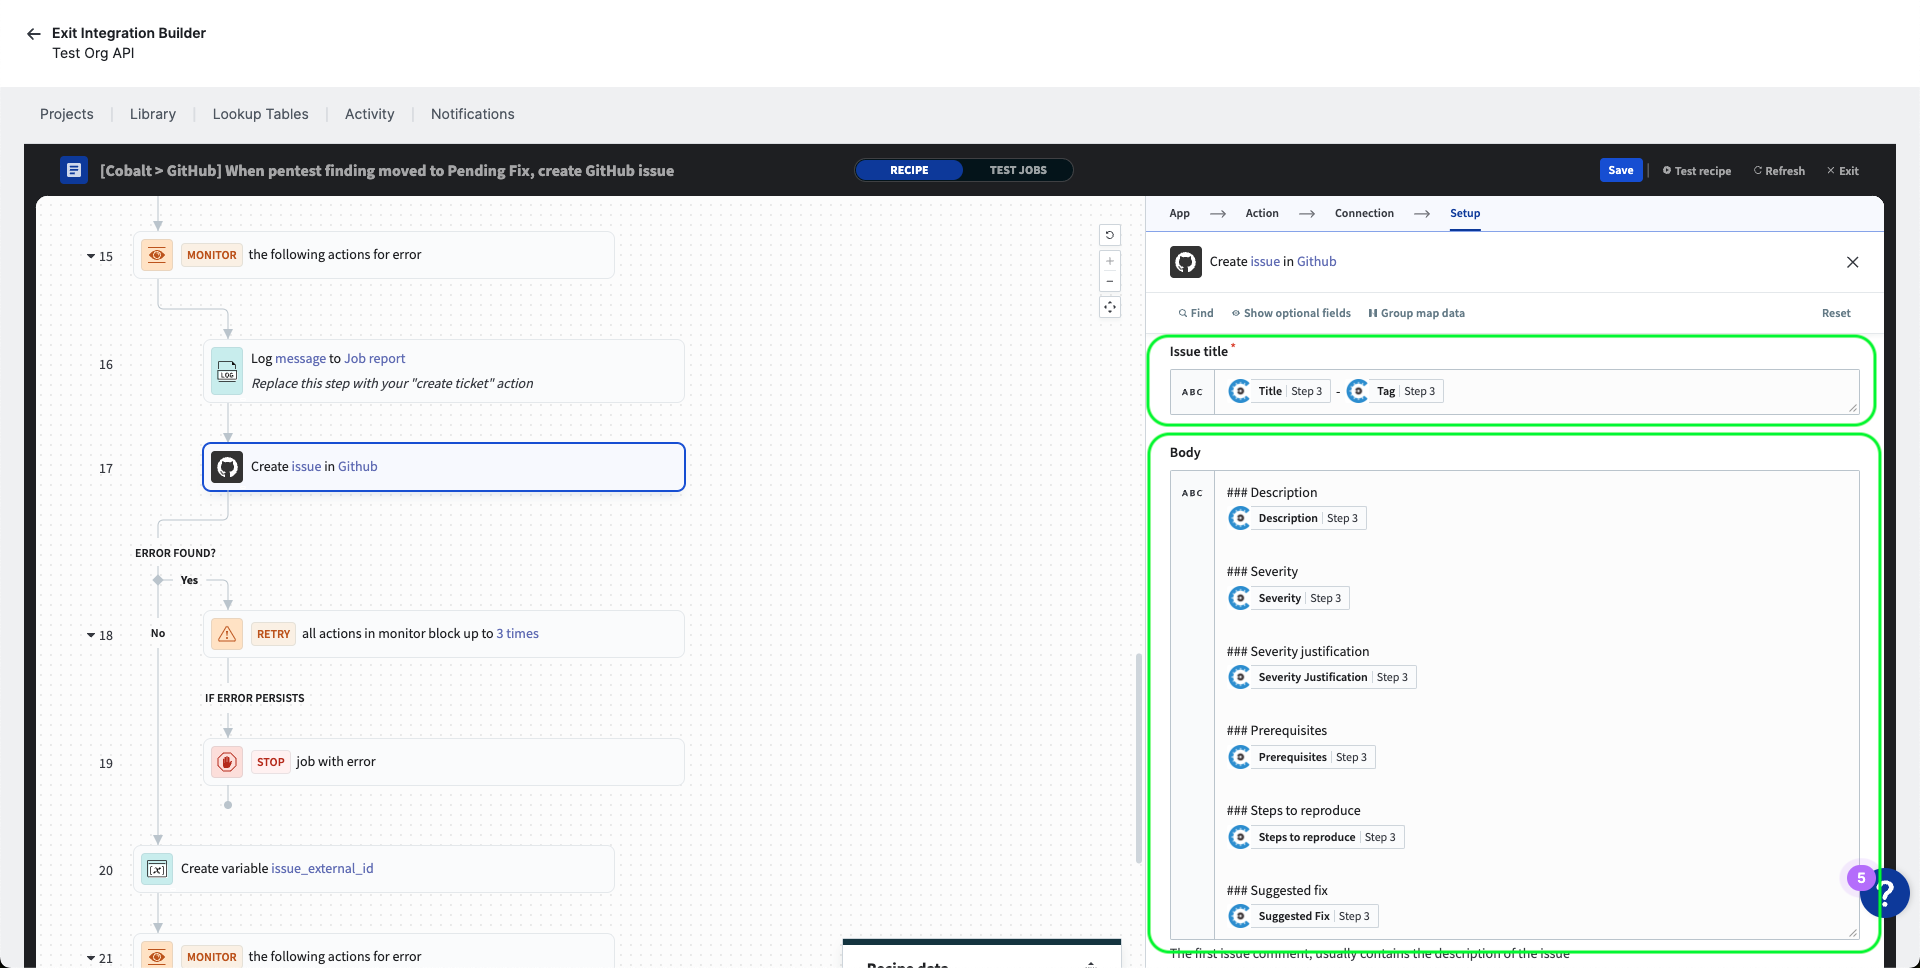 Exit Integration Builder
Test Org API
Projects
Library
Lookup Tables
Activity
Notifications
[Cobalt > GitHub] When pentest finding moved to Pending Fix, create GitHub issue
RECIPE
TEST JOBS
Save
Test recipe
Refresh
Exit
15
MONITOR the following actions for error
16
Log message to Job report
LOG
Replace this step with your "create ticket" action
17
Create issue in Github
ERROR FOUND?
Yes
No
18
RETRY all actions in monitor block up to 3 times
IF ERROR PERSISTS
19
STOP job with error
20
Create variable issue_external_id
21
MONITOR the following actions for error
Recipe data
App
Action
Connection
Setup
Create issue in Github
Find
Show optional fields
Group map data
Reset
Issue title *
ABC
Title Step 3 - Tag Step 3
Body
ABC
### Description
Description Step 3
### Severity
Severity Step 3
### Severity justification
Severity Justification Step 3
### Prerequisites
Prerequisites Step 3
### Steps to reproduce
Steps to reproduce Step 3
### Suggested fix
Suggested Fix Step 3
The first issue comment, usually contains the description of the issue
5
?